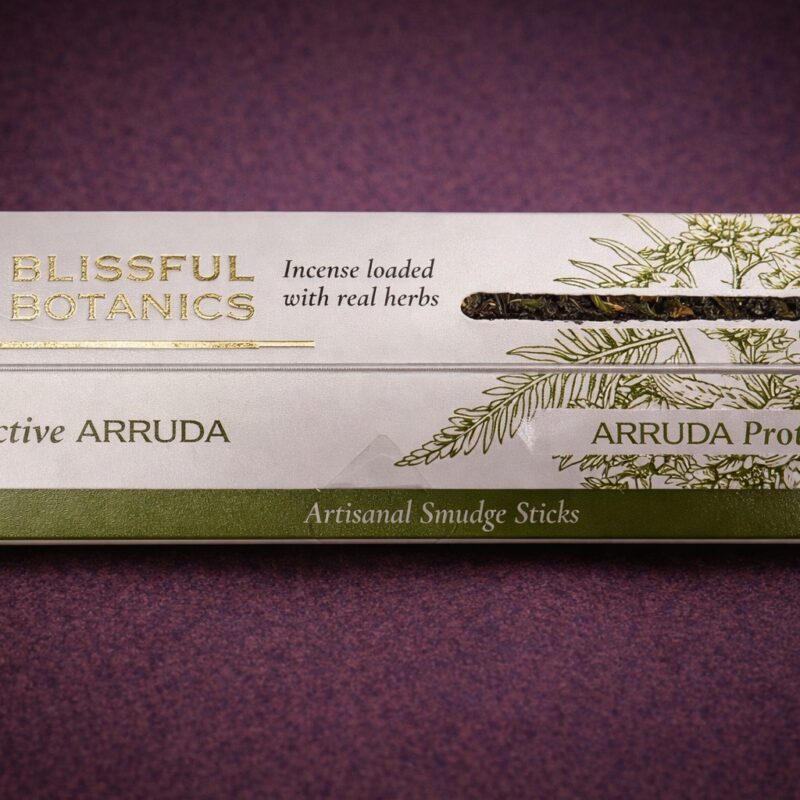 BLISSFUL
BOTANICS
Incense loaded
with real herbs
ctive ARRUDA
ARRUDA Prot
Artisanal Smudge Sticks